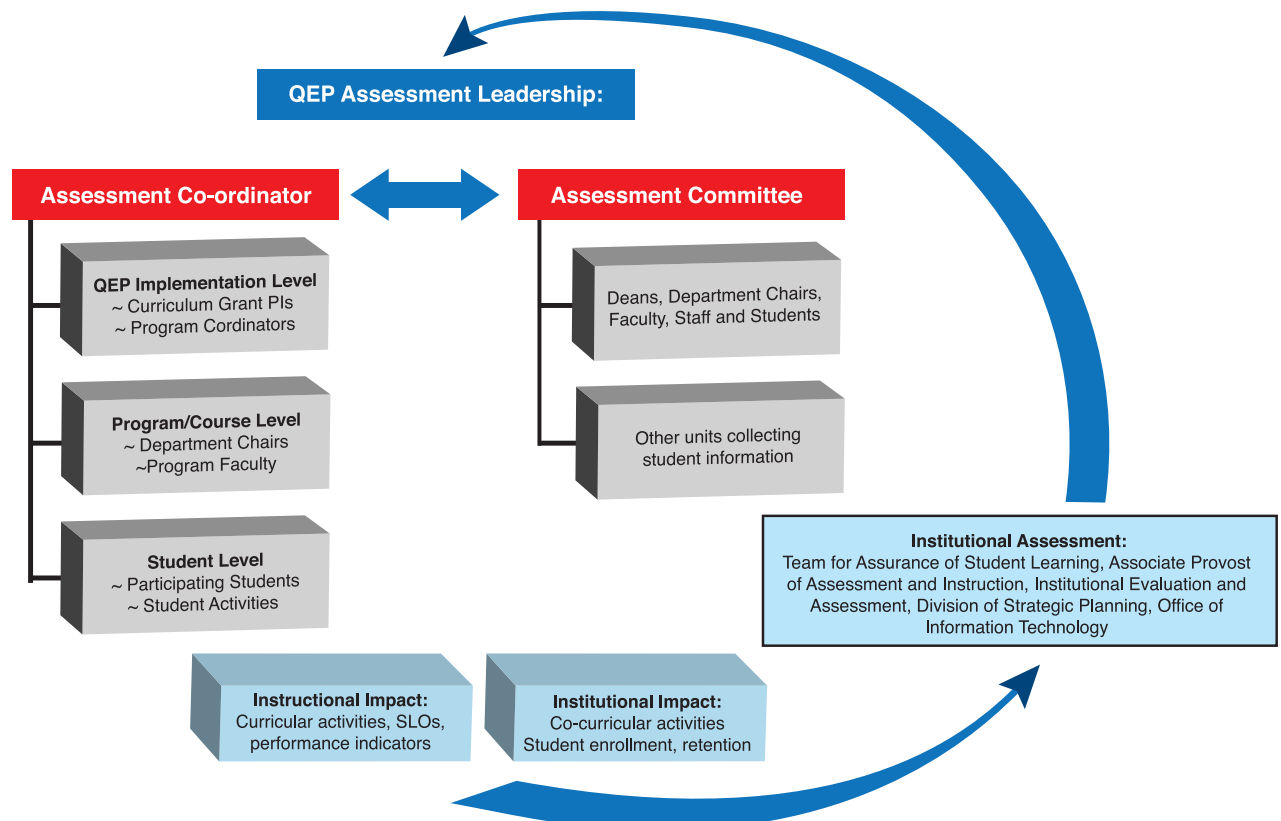 QEP Assessment Leadership:
Assessment Co-ordinator
QEP Implementation Level
~ Curriculum Grant PIs
~ Program Cordinators
Program/Course Level
~ Department Chairs
~Program Faculty
Student Level
~ Participating Students
~ Student Activities
Assessment Committee
Deans, Department Chairs,
Faculty, Staff and Students
Other units collecting
student information
Institutional Assessment:
Team for Assurance of Student Learning, Associate Provost
of Assessment and Instruction, Institutional Evaluation and
Assessment, Division of Strategic Planning, Office of
Information Technology
Instructional Impact:
Curricular activities, SLOs,
performance indicators
Institutional Impact:
Co-curricular activities
Student enrollment, retention